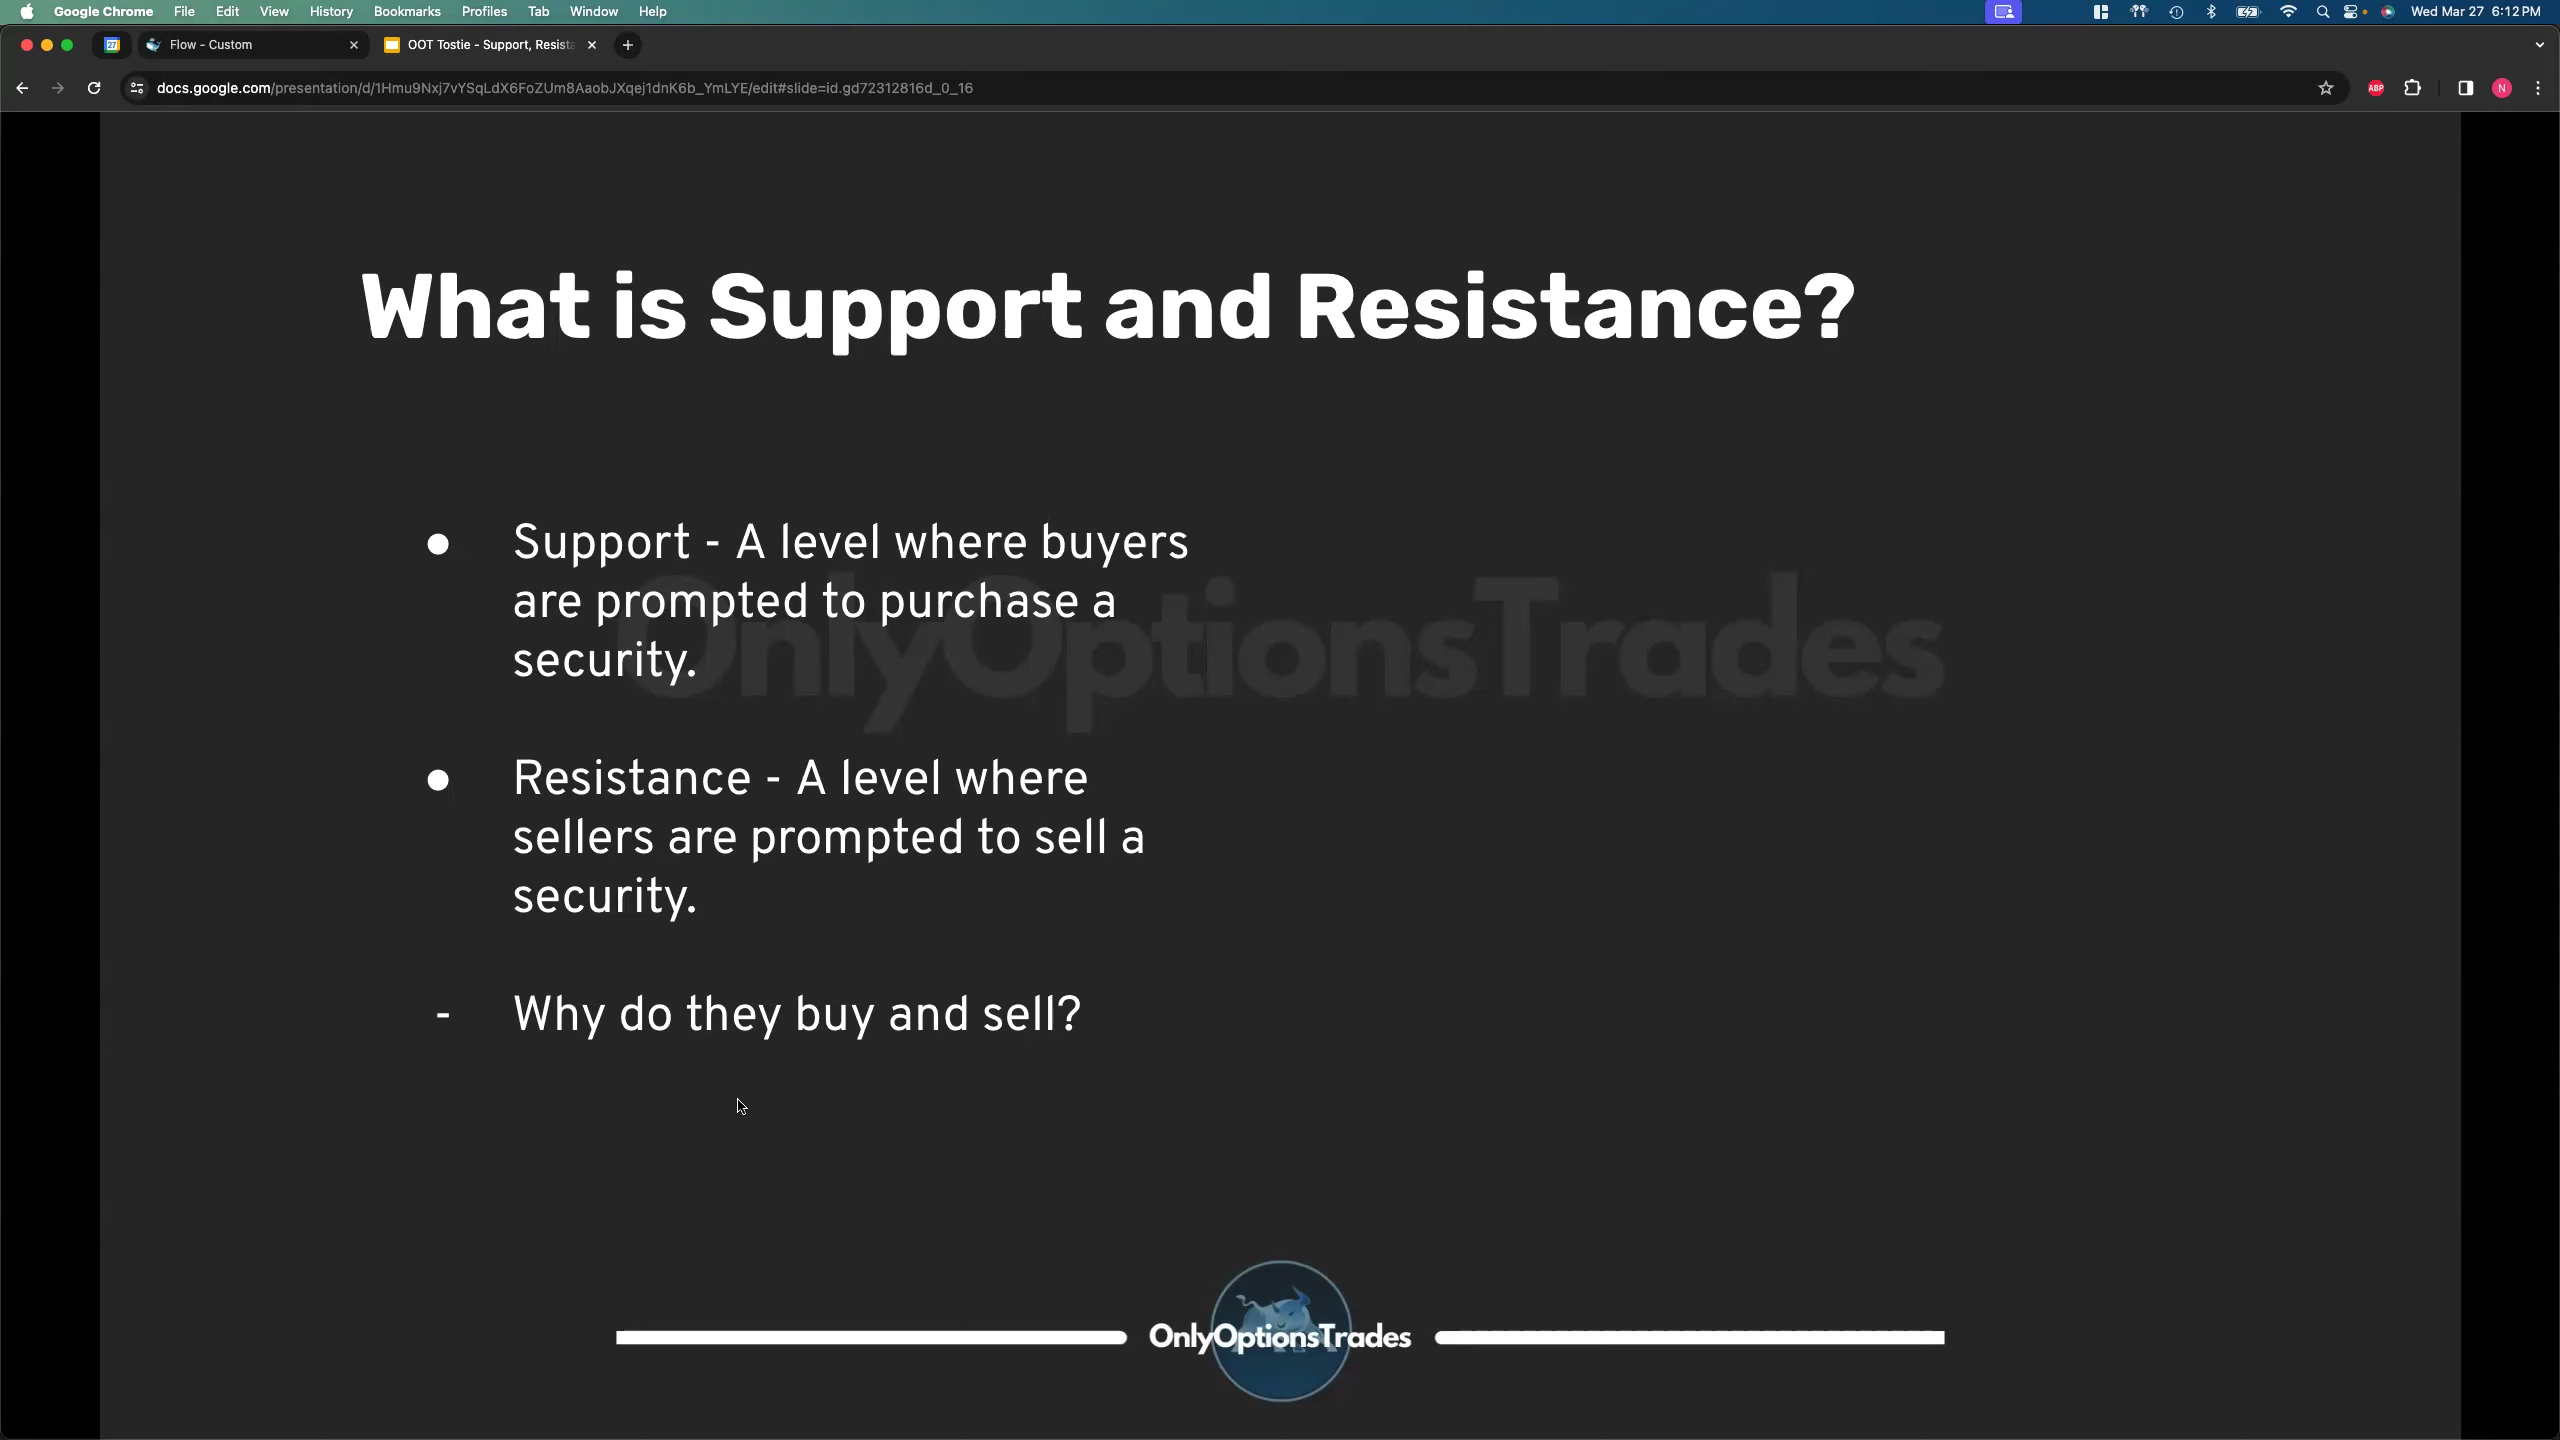 Google Chrome File Edit View History Bookmarks Profiles Tab Window Help Wed Mar 27 6:12 PM
27 Flow - Custom OOT Tostie - Support, Resista
docs.google.com/presentation/d/1Hmu9Nxj7vYSqLdX6FoZUm8AaobJXqej1dnK6b_YmLYE/edit#slide=id.gd72312816d_0_16 ABP N
What is Support and Resistance?
● Support - A level where buyers
are prompted to purchase a
security.
OnlyOptionsTrades
● Resistance - A level where
sellers are prompted to sell a
security.
- Why do they buy and sell?
OnlyOptionsTrades